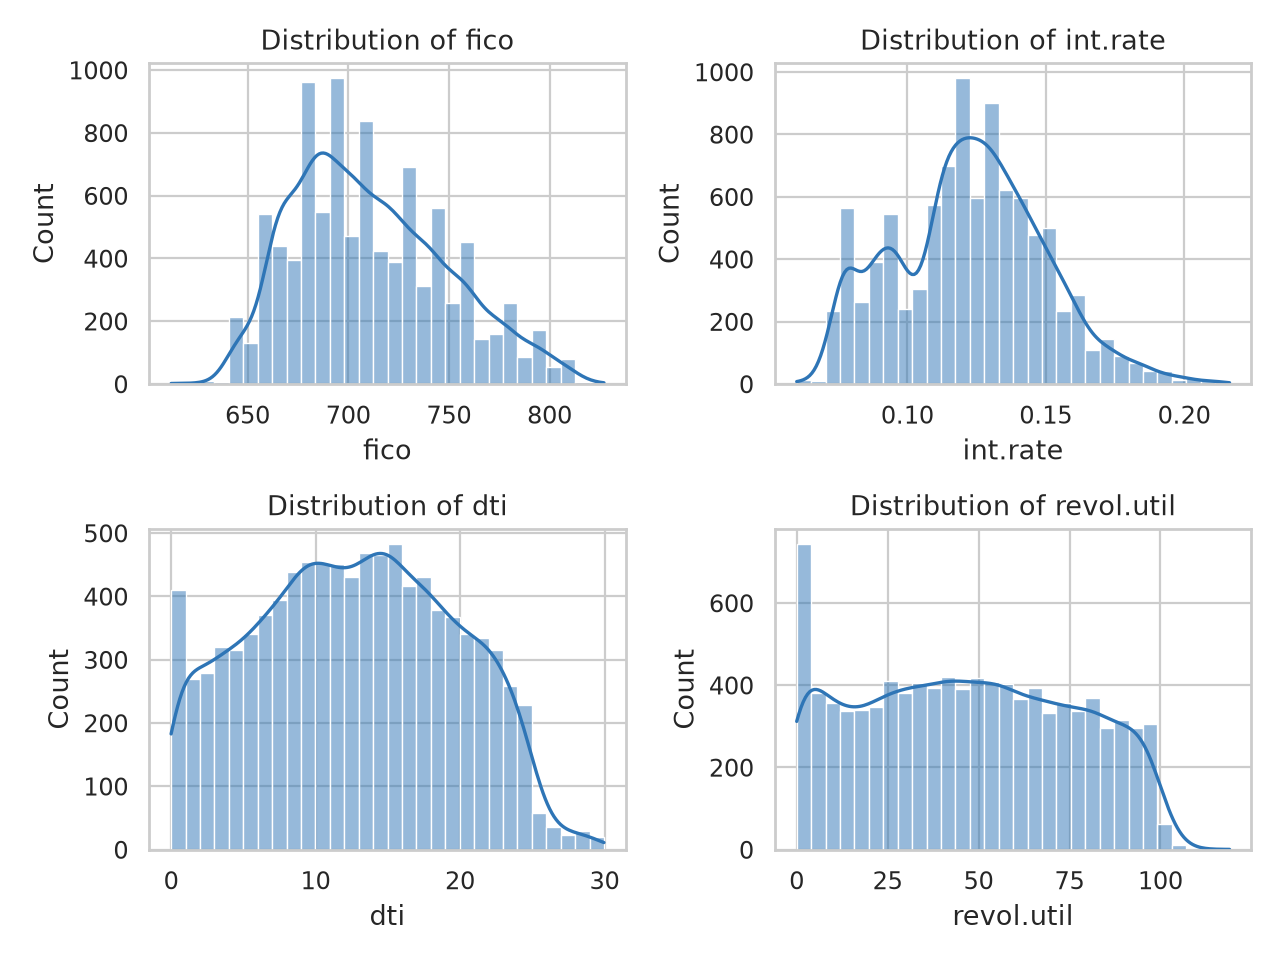 Distribution of fico
1000
800
600
400
200
0
Count
650 700 750 800
fico
Distribution of int.rate
1000
800
600
400
200
0
Count
0.10 0.15 0.20
int.rate
Distribution of dti
500
400
300
200
100
0
Count
0 10 20 30
dti
Distribution of revol.util
600
400
200
0
Count
0 25 50 75 100
revol.util